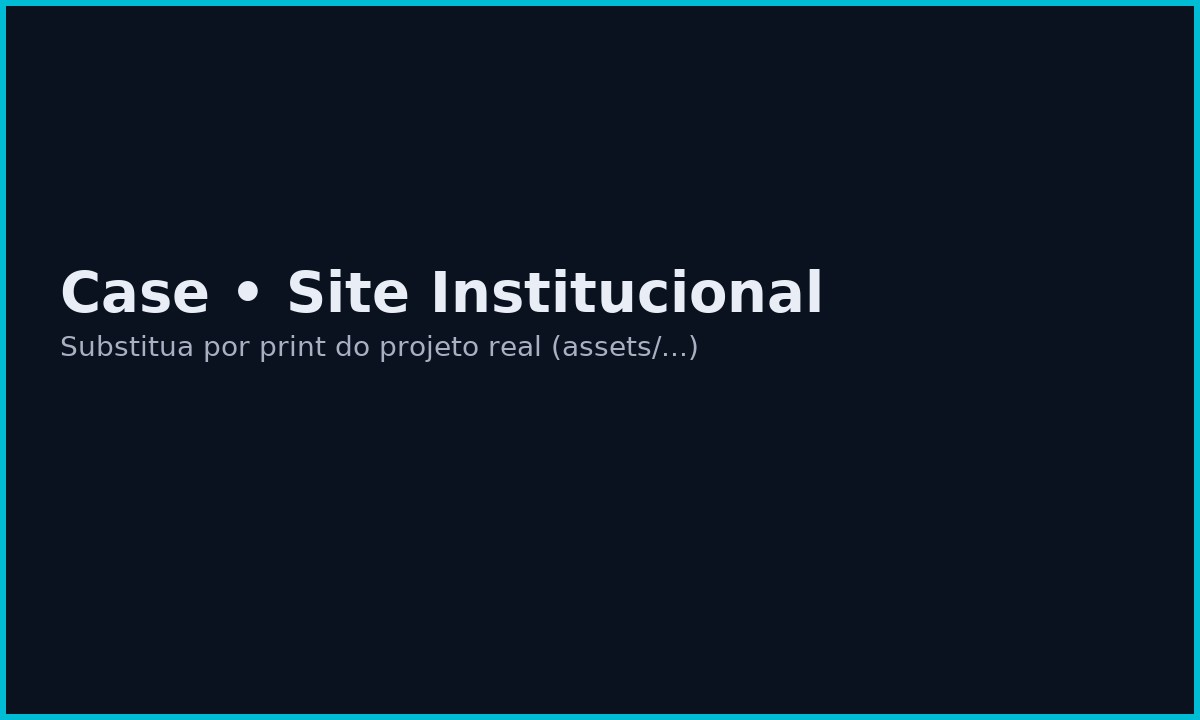 Case • Site Institucional
Substitua por print do projeto real (assets/...)